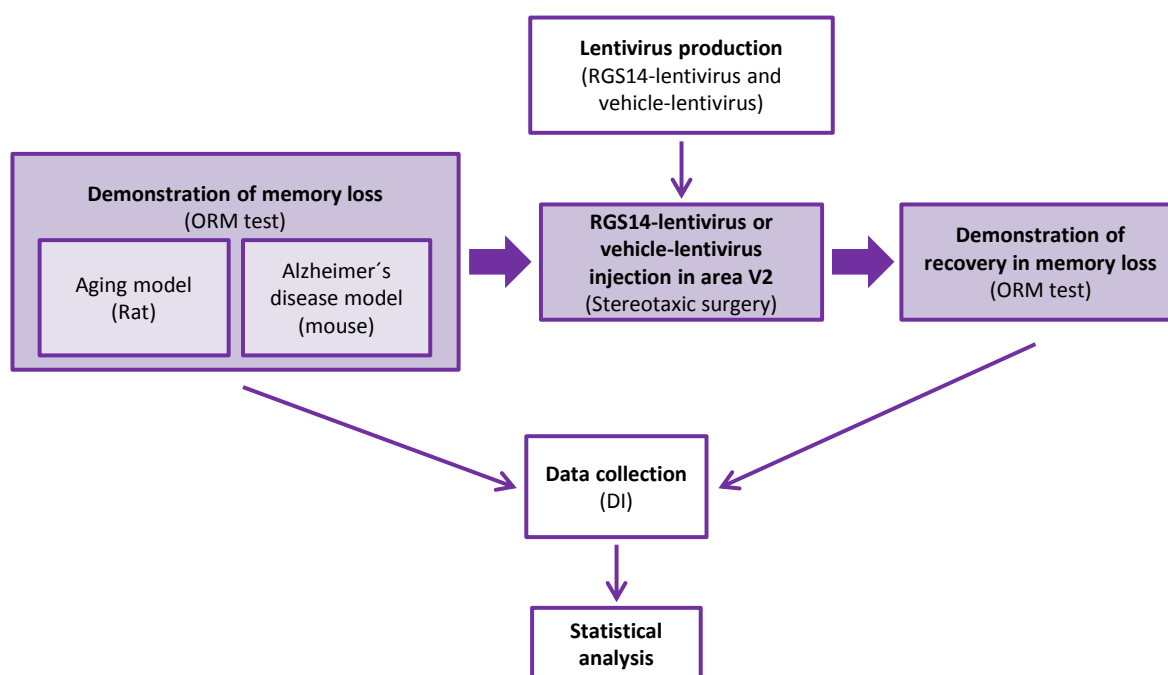 Lentivirus production
(RGS14-lentivirus and
vehicle-lentivirus)
Demonstration of memory loss
(ORM test)
Aging model
(Rat)
Alzheimer´s
disease model
(mouse)
RGS14-lentivirus or
vehicle-lentivirus
injection in area V2
(Stereotaxic surgery)
Demonstration of
recovery in memory loss
(ORM test)
Data collection
(DI)
Statistical
analysis